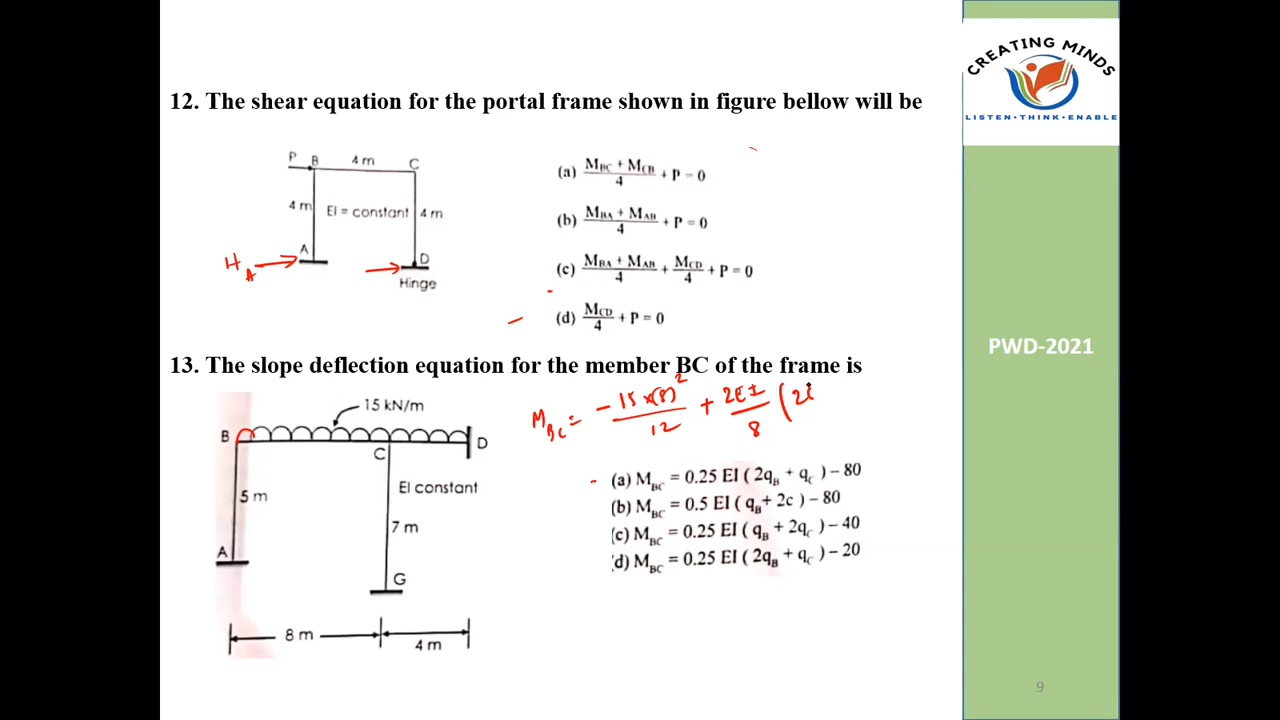 CREATING MINDS
LISTEN•THINK•ENABLE
12. The shear equation for the portal frame shown in figure bellow will be
P B 4 m C
4 m EI = constant 4 m
A D
Hinge
H_A
(a) (M_BC + M_CB)/4 + P = 0
(b) (M_BA + M_AB)/4 + P = 0
(c) (M_BA + M_AB)/4 + M_CD/4 + P = 0
(d) M_CD/4 + P = 0
PWD-2021
13. The slope deflection equation for the member BC of the frame is
15 kN/m
B C D
5 m EI constant
7 m
A G
8 m 4 m
M_BC = - 15×(8)²/12 + 2EI/8 (2
(a) M_BC = 0.25 EI ( 2q_B + q_C ) – 80
(b) M_BC = 0.5 EI ( q_B + 2c ) – 80
(c) M_BC = 0.25 EI ( q_B + 2q_C ) – 40
(d) M_BC = 0.25 EI ( 2q_B + q_C ) – 20
9